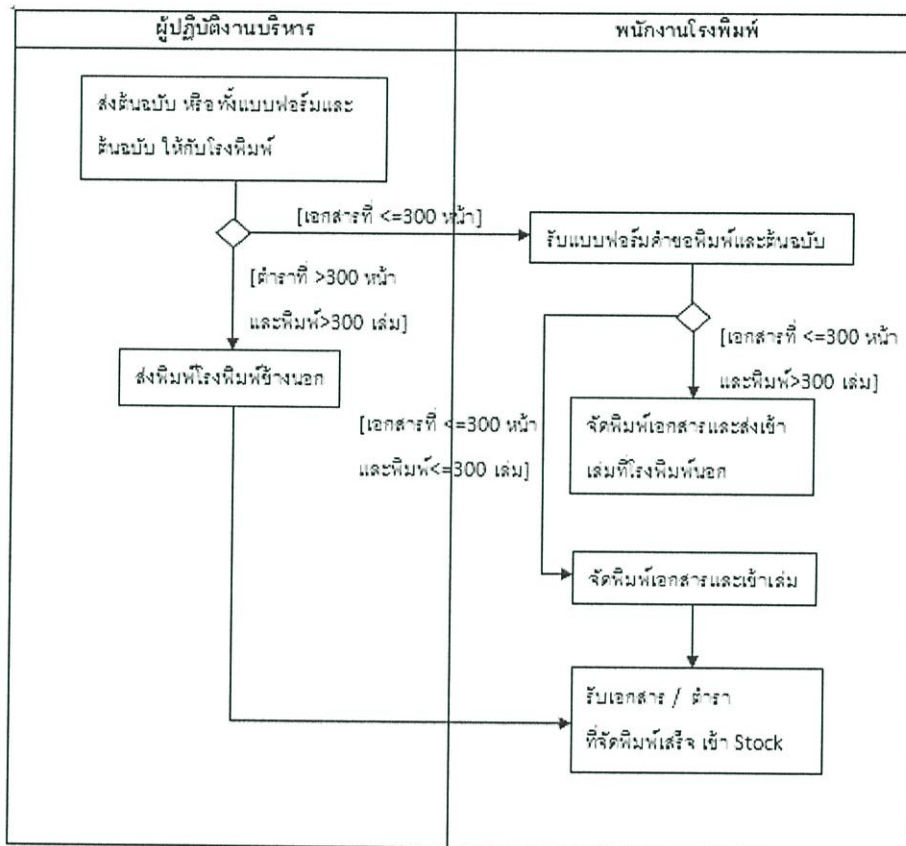 ผู้ปฏิบัติงานบริหาร
พนักงานโรงพิมพ์
ส่งต้นฉบับ หรือ ทั้งแบบฟอร์มและ
ต้นฉบับ ให้กับโรงพิมพ์
[เอกสารที่ <=300 หน้า]
รับแบบฟอร์มคำขอพิมพ์และต้นฉบับ
[ตำราที่ >300 หน้า
และพิมพ์>300 เล่ม]
[เอกสารที่ <=300 หน้า
และพิมพ์>300 เล่ม]
ส่งพิมพ์โรงพิมพ์ข้างนอก
[เอกสารที่ <=300 หน้า
และพิมพ์<=300 เล่ม]
จัดพิมพ์เอกสารและส่งเข้า
เล่มที่โรงพิมพ์นอก
จัดพิมพ์เอกสารและเข้าเล่ม
รับเอกสาร / ตำรา
ที่จัดพิมพ์เสร็จ เข้า Stock